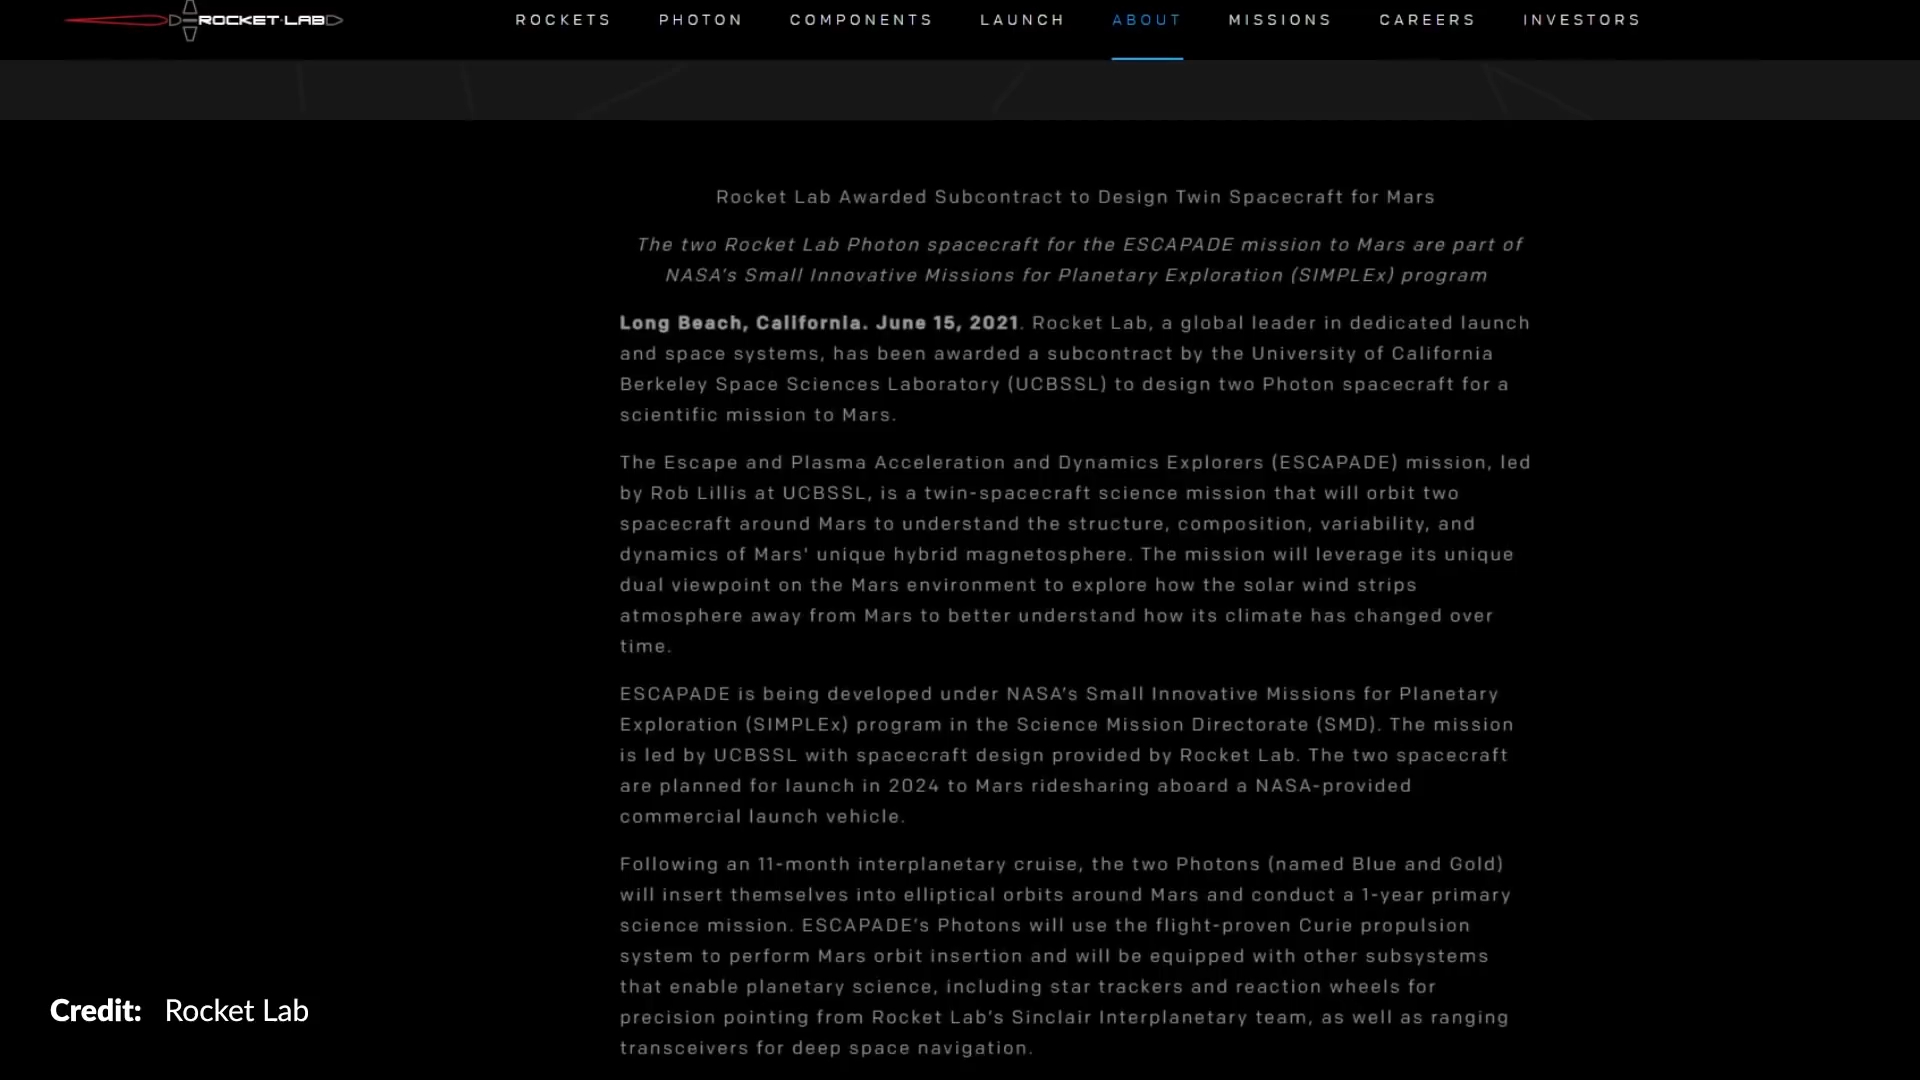 ROCKET LAB
ROCKETS PHOTON COMPONENTS LAUNCH ABOUT MISSIONS CAREERS INVESTORS
Rocket Lab Awarded Subcontract to Design Twin Spacecraft for Mars
The two Rocket Lab Photon spacecraft for the ESCAPADE mission to Mars are part of
NASA's Small Innovative Missions for Planetary Exploration (SIMPLEx) program
Long Beach, California. June 15, 2021. Rocket Lab, a global leader in dedicated launch
and space systems, has been awarded a subcontract by the University of California
Berkeley Space Sciences Laboratory (UCBSSL) to design two Photon spacecraft for a
scientific mission to Mars.
The Escape and Plasma Acceleration and Dynamics Explorers (ESCAPADE) mission, led
by Rob Lillis at UCBSSL, is a twin-spacecraft science mission that will orbit two
spacecraft around Mars to understand the structure, composition, variability, and
dynamics of Mars' unique hybrid magnetosphere. The mission will leverage its unique
dual viewpoint on the Mars environment to explore how the solar wind strips
atmosphere away from Mars to better understand how its climate has changed over
time.
ESCAPADE is being developed under NASA's Small Innovative Missions for Planetary
Exploration (SIMPLEx) program in the Science Mission Directorate (SMD). The mission
is led by UCBSSL with spacecraft design provided by Rocket Lab. The two spacecraft
are planned for launch in 2024 to Mars ridesharing aboard a NASA-provided
commercial launch vehicle.
Following an 11-month interplanetary cruise, the two Photons (named Blue and Gold)
will insert themselves into elliptical orbits around Mars and conduct a 1-year primary
science mission. ESCAPADE's Photons will use the flight-proven Curie propulsion
system to perform Mars orbit insertion and will be equipped with other subsystems
that enable planetary science, including star trackers and reaction wheels for
precision pointing from Rocket Lab's Sinclair Interplanetary team, as well as ranging
transceivers for deep space navigation.
Credit: Rocket Lab